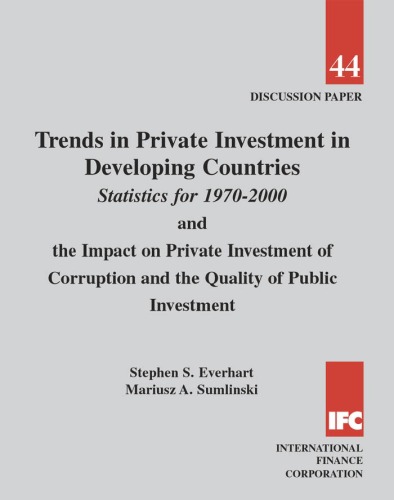 44
DISCUSSION PAPER
Trends in Private Investment in
Developing Countries
Statistics for 1970-2000
and
the Impact on Private Investment of
Corruption and the Quality of Public
Investment
Stephen S. Everhart
Mariusz A. Sumlinski
IFC
INTERNATIONAL
FINANCE
CORPORATION